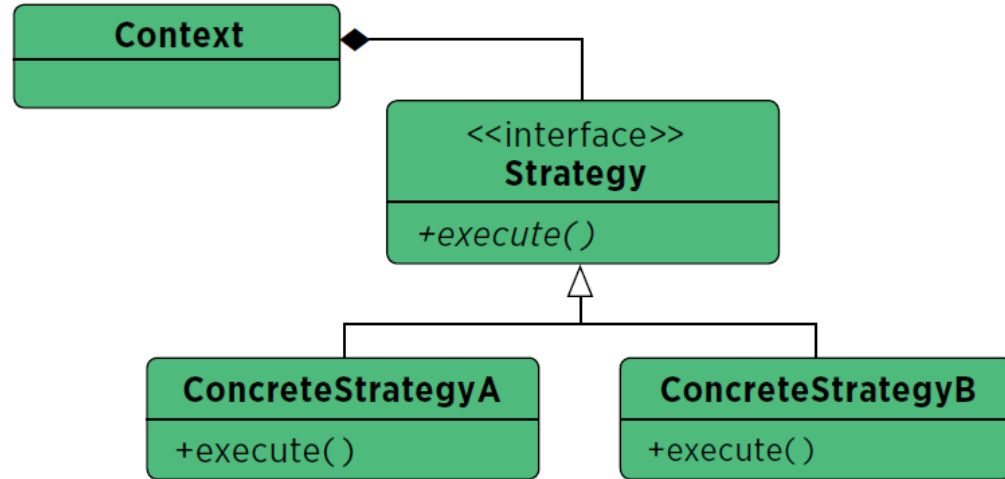 Context
<<interface>>
Strategy
+execute()
ConcreteStrategyA
+execute()
ConcreteStrategyB
+execute()